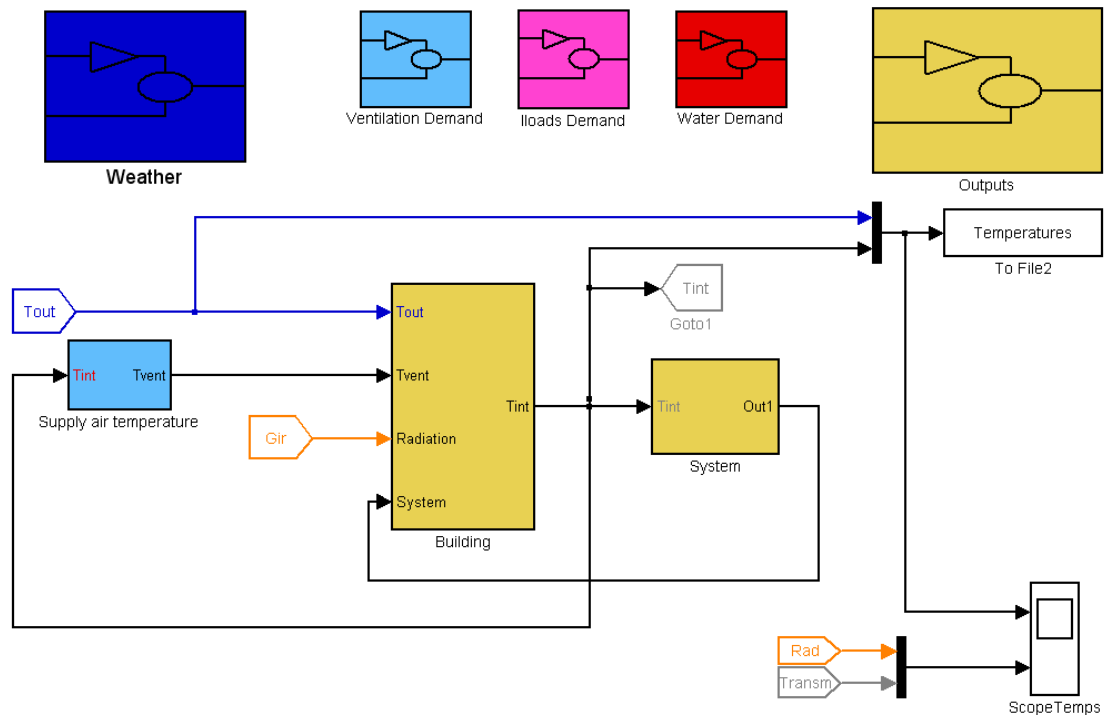 Weather
Ventilation Demand
Iloads Demand
Water Demand
Outputs
Temperatures
To File2
Tout
Tout
Tint
Goto1
Tint
Tvent
Supply air temperature
Tvent
Tint
Tint
Out1
System
Gir
Radiation
System
Building
Rad
Transm
ScopeTemps